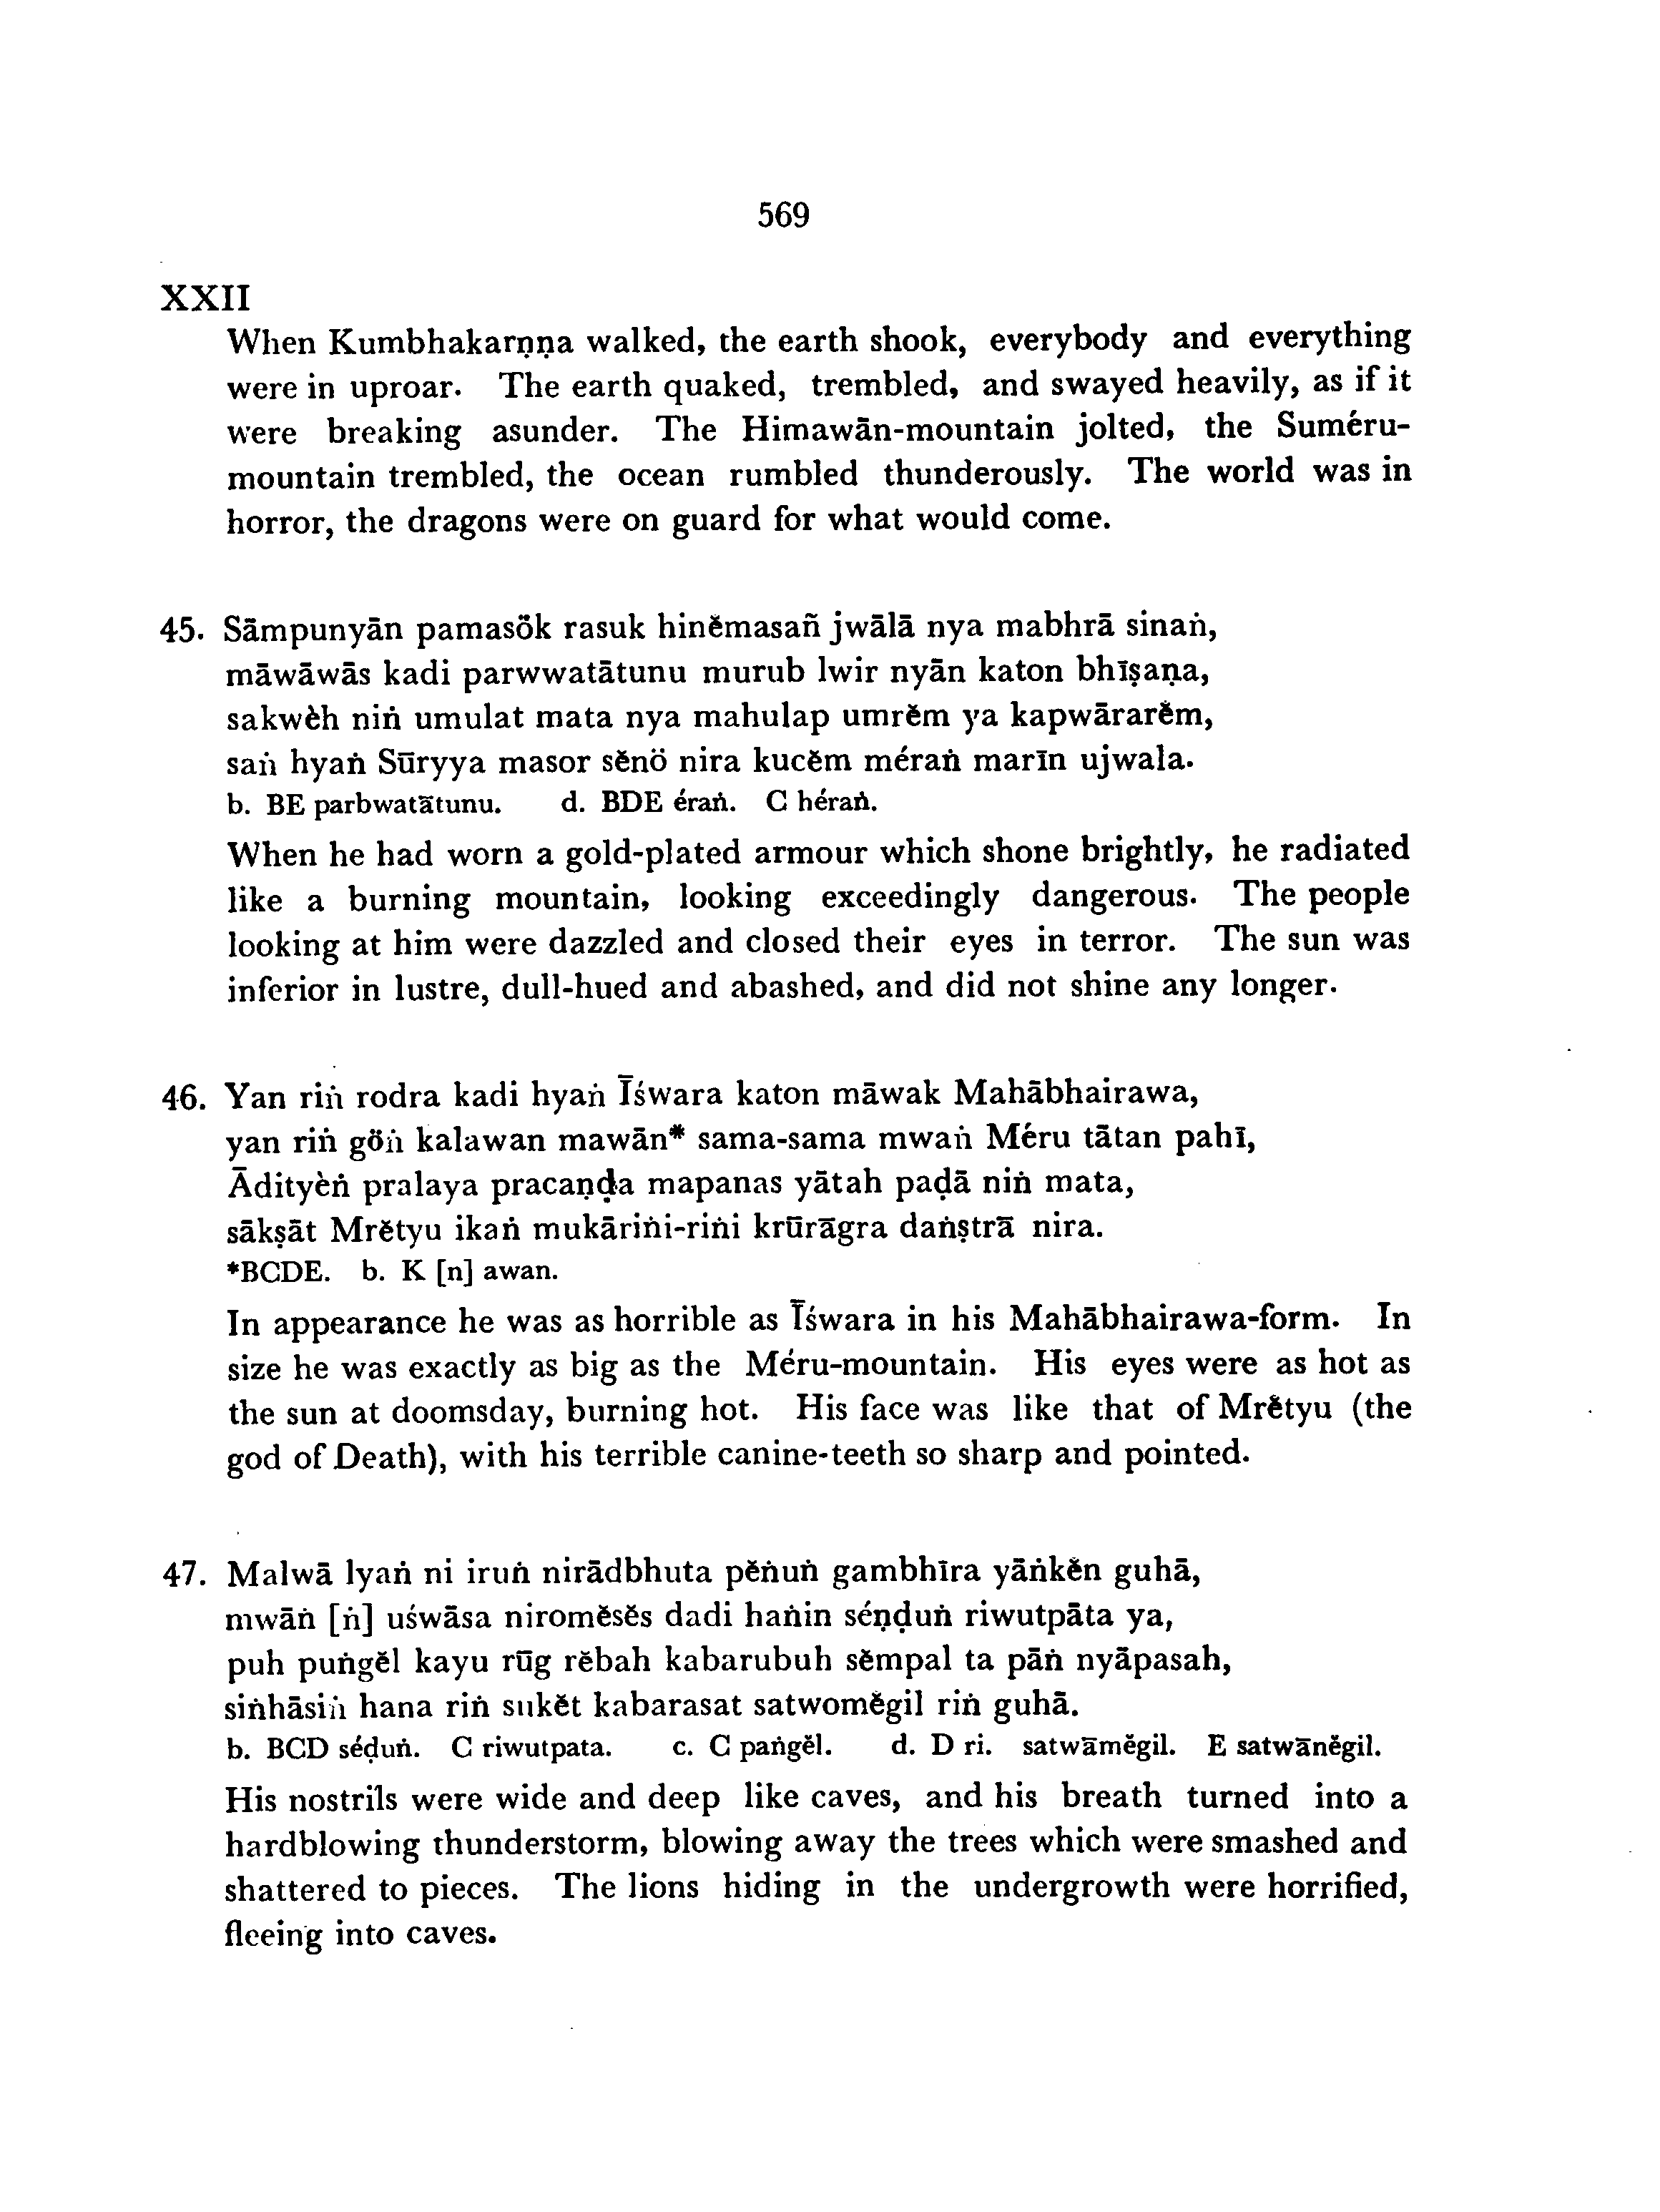 569
XXII
When Kumbhakarṇṇa walked, the earth shook, everybody and everything
were in uproar. The earth quaked, trembled, and swayed heavily, as if it
were breaking asunder. The Himawān-mountain jolted, the Suméru-
mountain trembled, the ocean rumbled thunderously. The world was in
horror, the dragons were on guard for what would come.
45. Sāmpunyān pamasök rasuk hinĕmasañ jwālā nya mabhrā sinaṅ,
māwāwās kadi parwwatātunu murub lwir nyān katon bhīṣaṇa,
sakwèh niṅ umulat mata nya mahulap umrĕm ya kapwārarĕm,
saṅ hyaṅ Sūryya masor sĕnö nira kucĕm méraṅ marīn ujwala.
b. BE parbwatātunu. d. BDE éraṅ. C héraṅ.
When he had worn a gold-plated armour which shone brightly, he radiated
like a burning mountain, looking exceedingly dangerous. The people
looking at him were dazzled and closed their eyes in terror. The sun was
inferior in lustre, dull-hued and abashed, and did not shine any longer.
46. Yan riṅ rodra kadi hyaṅ Īśwara katon māwak Mahābhairawa,
yan riṅ göṅ kalawan mawān* sama-sama mwaṅ Méru tātan pahī,
Ādityèṅ pralaya pracaṇḍa mapanas yātah paḍā niṅ mata,
sākṣāt Mrĕtyu ikaṅ mukāriṅi-riṅi krūrāgra daṅṣtrā nira.
*BCDE. b. K [n] awan.
In appearance he was as horrible as Īśwara in his Mahābhairawa-form. In
size he was exactly as big as the Méru-mountain. His eyes were as hot as
the sun at doomsday, burning hot. His face was like that of Mrĕtyu (the
god of Death), with his terrible canine-teeth so sharp and pointed.
47. Malwā lyaṅ ni iruṅ nirādbhuta pĕṅuṅ gambhīra yāṅkĕn guhā,
mwāṅ [ṅ] uśwāsa niromĕsĕs dadi haṅin séṇḍuṅ riwutpāta ya,
puh puṅgĕl kayu rūg rĕbah kabarubuh sĕmpal ta pāṅ nyāpasah,
siṅhāsiṅ hana riṅ sukĕt kabarasat satwomĕgil riṅ guhā.
b. BCD séḍuṅ. C riwutpata. c. C paṅgĕl. d. D ri. satwāmĕgil. E satwānĕgil.
His nostrils were wide and deep like caves, and his breath turned into a
hardblowing thunderstorm, blowing away the trees which were smashed and
shattered to pieces. The lions hiding in the undergrowth were horrified,
fleeing into caves.